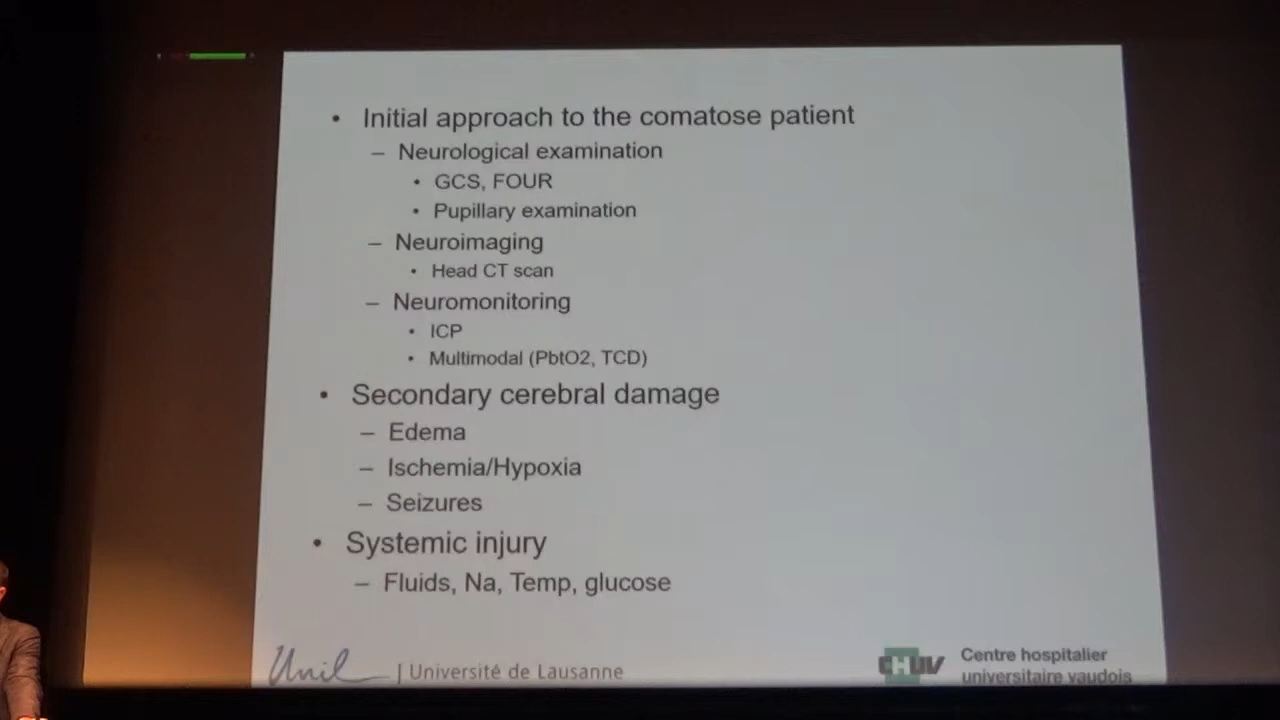 • Initial approach to the comatose patient
– Neurological examination
• GCS, FOUR
• Pupillary examination
– Neuroimaging
• Head CT scan
– Neuromonitoring
• ICP
• Multimodal (PbtO2, TCD)
• Secondary cerebral damage
– Edema
– Ischemia/Hypoxia
– Seizures
• Systemic injury
– Fluids, Na, Temp, glucose
Unil | Université de Lausanne
CHUV Centre hospitalier
universitaire vaudois